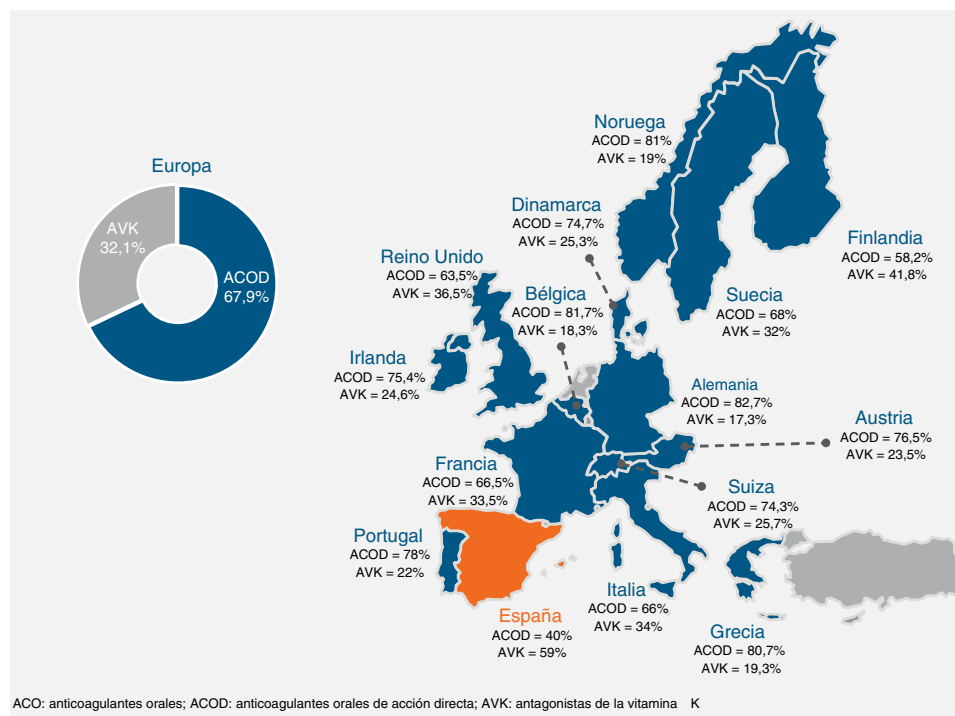 Europa
AVK
32,1%
ACOD
67,9%
Noruega
ACOD = 81%
AVK = 19%
Dinamarca
ACOD = 74,7%
AVK = 25,3%
Finlandia
ACOD = 58,2%
AVK = 41,8%
Reino Unido
ACOD = 63,5%
AVK = 36,5%
Bélgica
ACOD = 81,7%
AVK = 18,3%
Suecia
ACOD = 68%
AVK = 32%
Irlanda
ACOD = 75,4%
AVK = 24,6%
Alemania
ACOD = 82,7%
AVK = 17,3%
Austria
ACOD = 76,5%
AVK = 23,5%
Francia
ACOD = 66,5%
AVK = 33,5%
Suiza
ACOD = 74,3%
AVK = 25,7%
Portugal
ACOD = 78%
AVK = 22%
Italia
ACOD = 66%
AVK = 34%
España
ACOD = 40%
AVK = 59%
Grecia
ACOD = 80,7%
AVK = 19,3%
ACO: anticoagulantes orales; ACOD: anticoagulantes orales de acción directa; AVK: antagonistas de la vitamina K